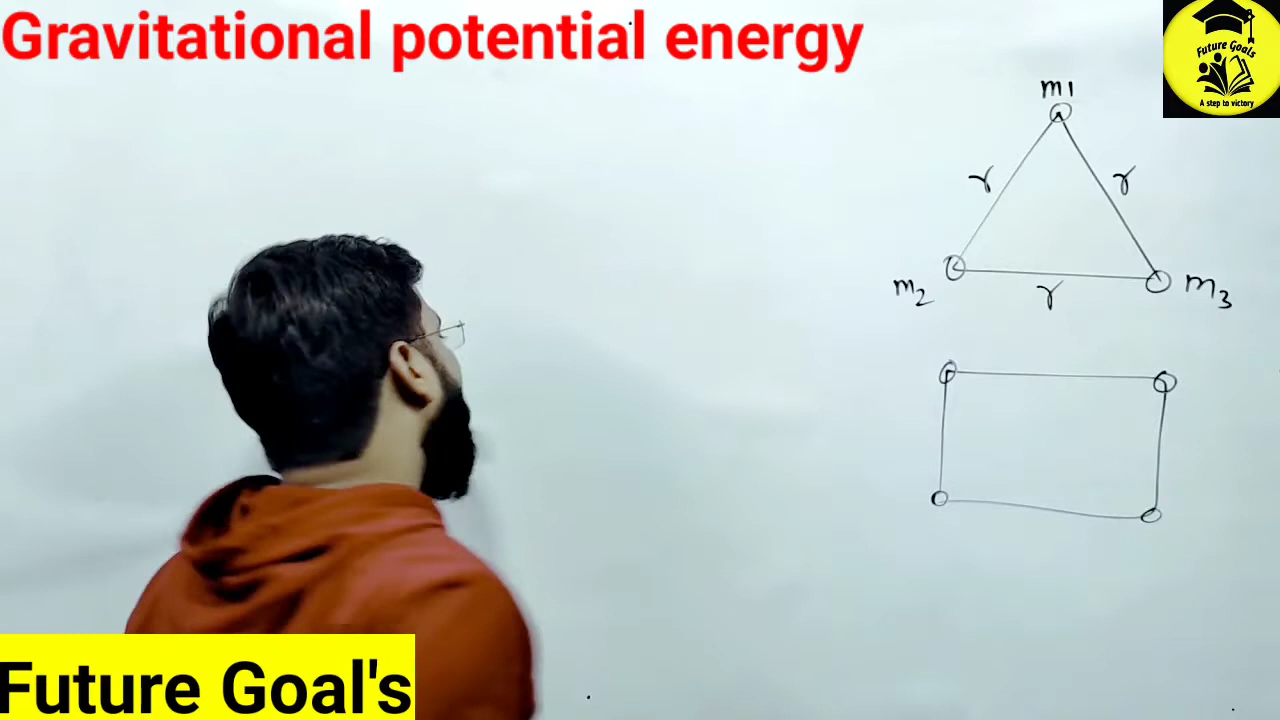 Gravitational potential energy
Future Goals
A step to victory
m1
r
r
m2
r
m3
Future Goal's